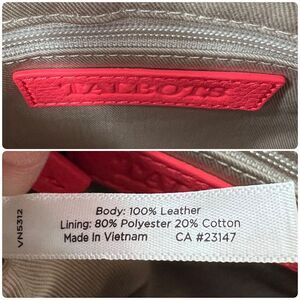 TALBOTS
VN5312
Body: 100% Leather
Lining: 80% Polyester 20% Cotton
Made In Vietnam CA #23147